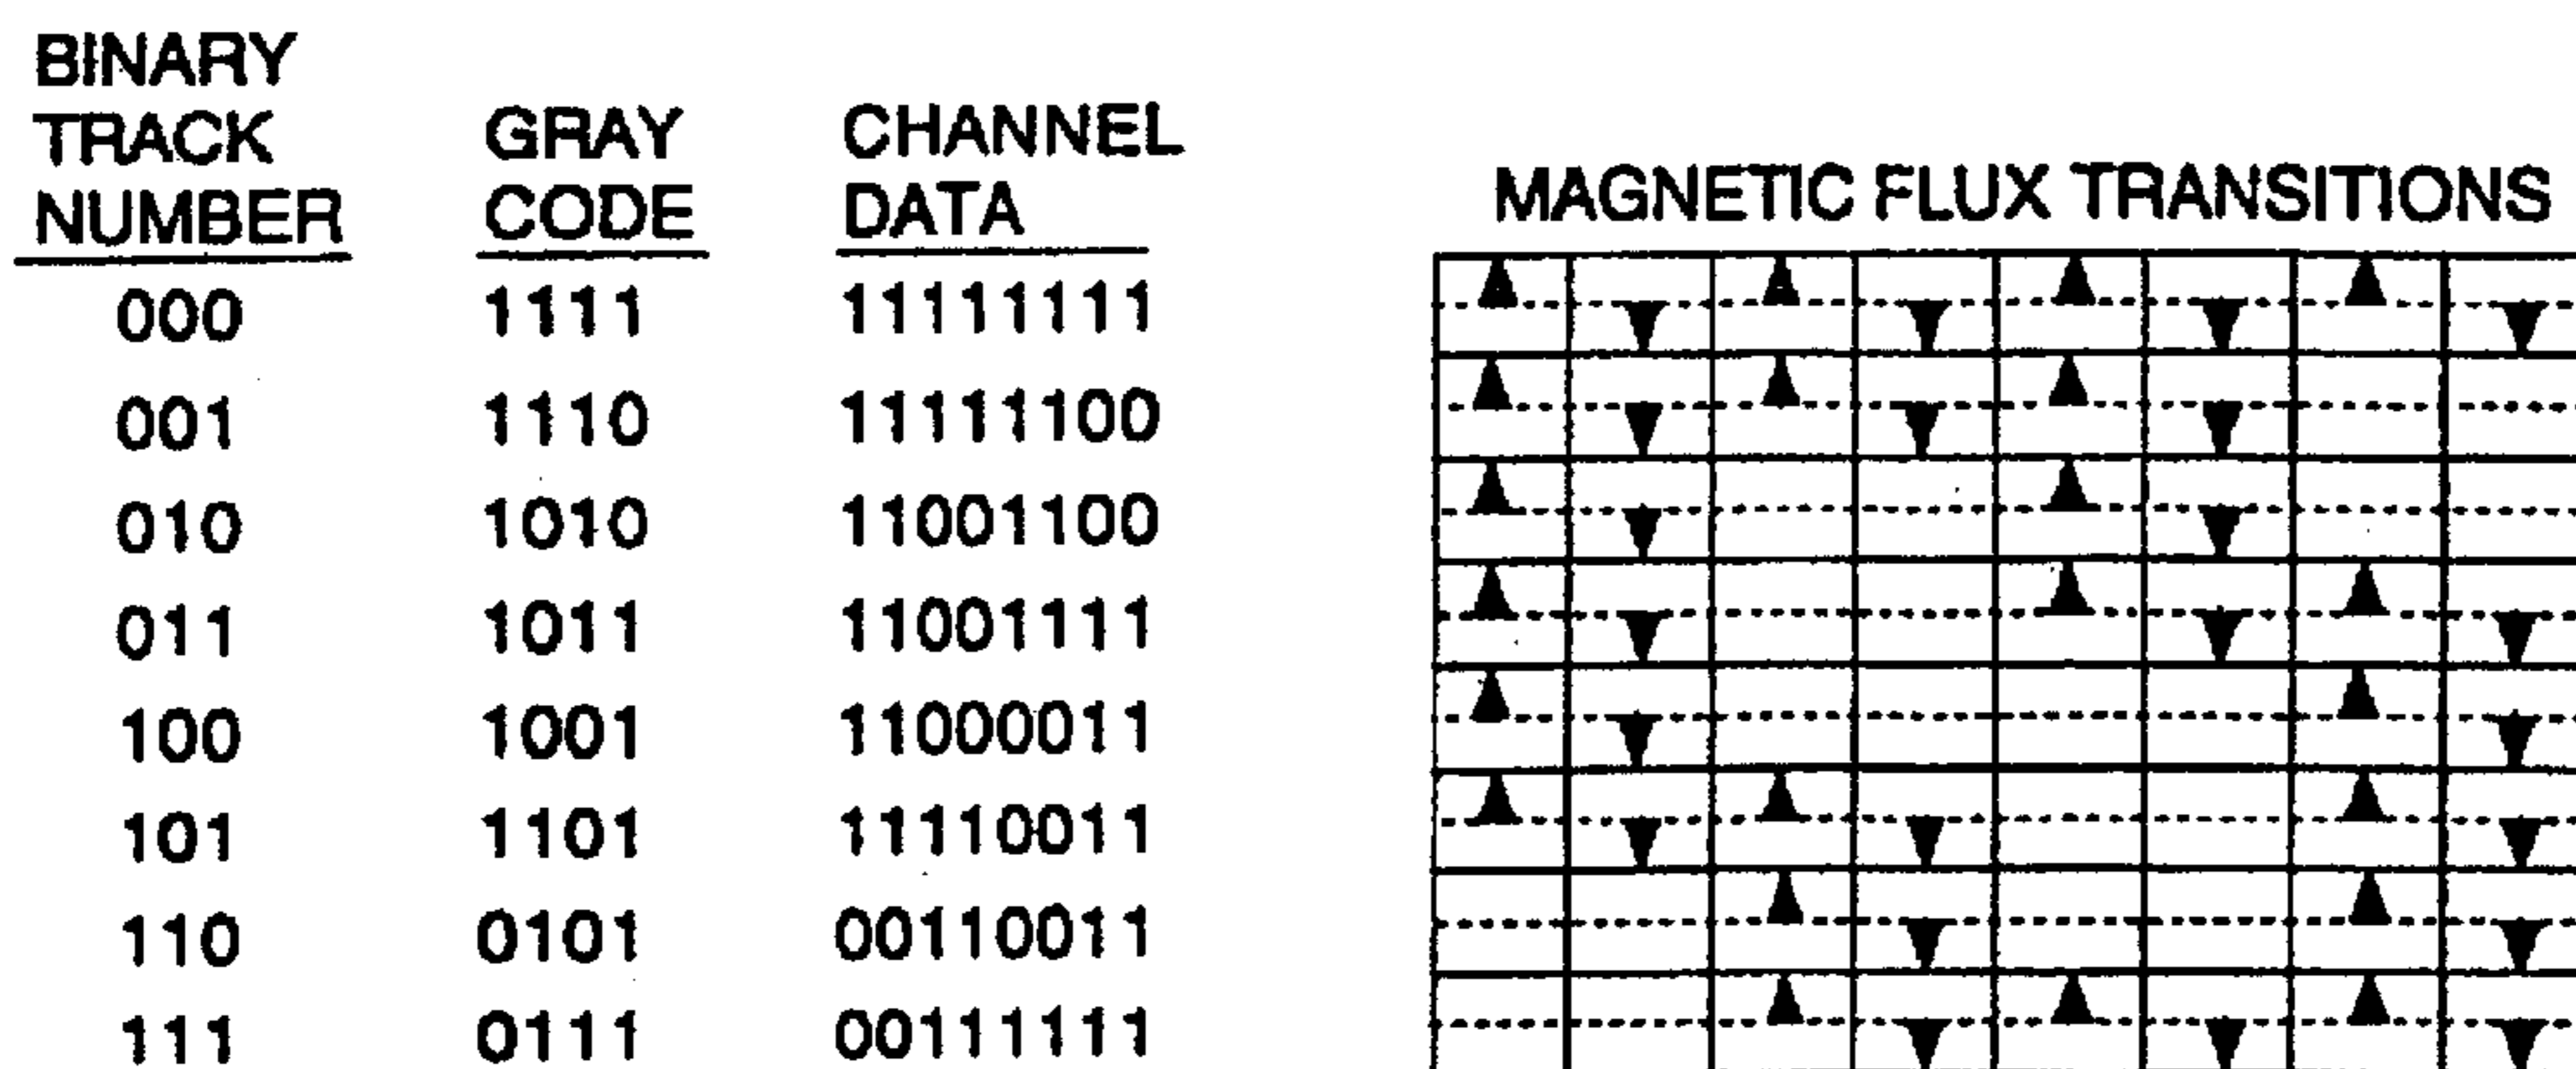 BINARY
TRACK
NUMBER
GRAY
CODE
CHANNEL
DATA
MAGNETIC FLUX TRANSITIONS
000 1111 11111111
001 1110 11111100
010 1010 11001100
011 1011 11001111
100 1001 11000011
101 1101 11110011
110 0101 00110011
111 0111 00111111